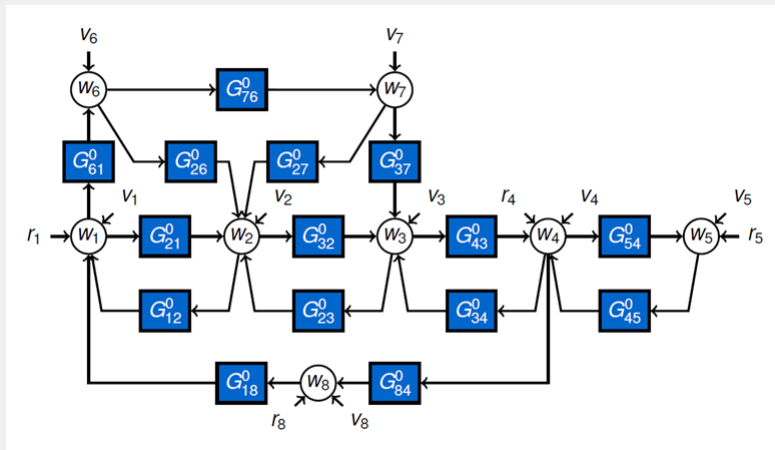 v6 v7
w6 G⁰76 w7
G⁰61 G⁰26 G⁰27 G⁰37
v1 v2 v3 r4 v4 v5
r1 w1 G⁰21 w2 G⁰32 w3 G⁰43 w4 G⁰54 w5 r5
G⁰12 G⁰23 G⁰34 G⁰45
G⁰18 w8 G⁰84
r8 v8